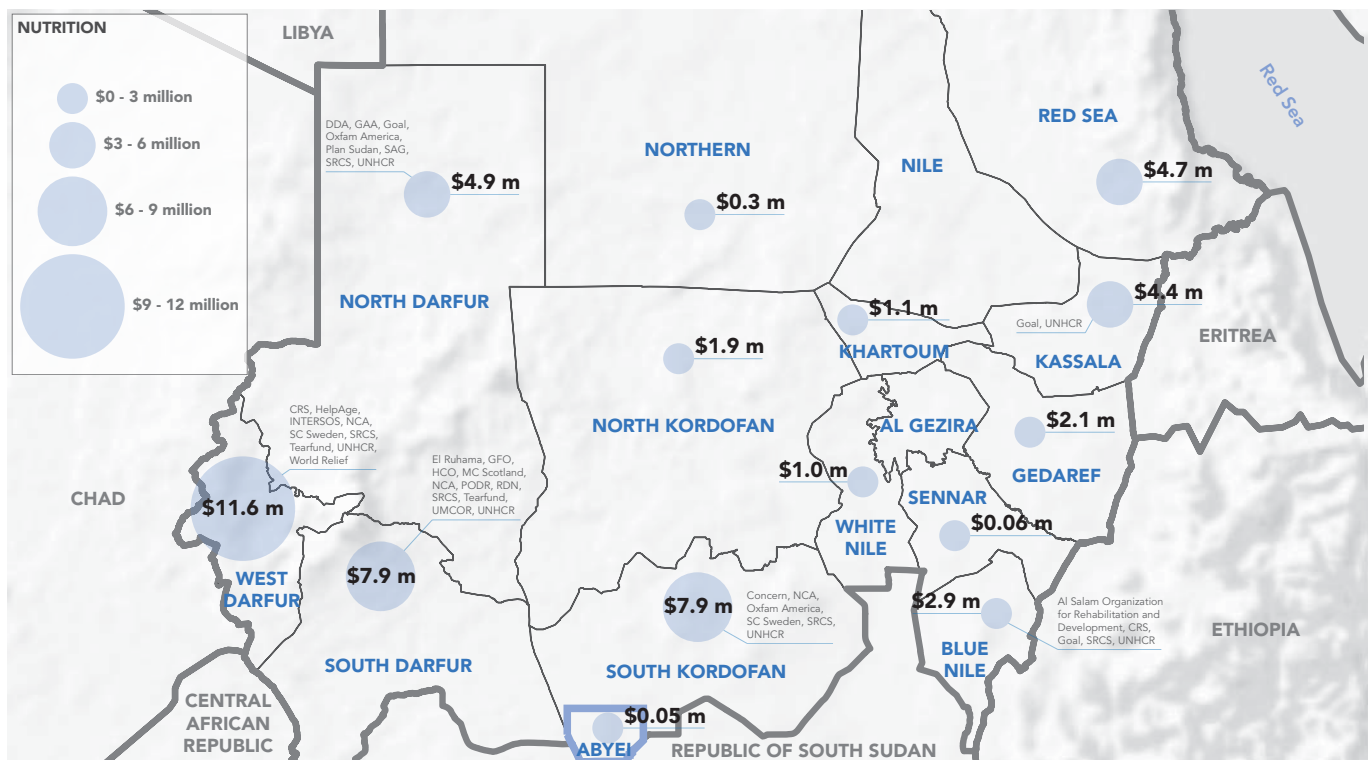 NUTRITION
$0 - 3 million
$3 - 6 million
$6 - 9 million
$9 - 12 million
LIBYA
Red Sea
RED SEA
$4.7 m
DDA, GAA, Goal,
Oxfam America,
Plan Sudan, SAG,
SRCS, UNHCR
$4.9 m
NORTH DARFUR
NORTHERN
$0.3 m
NILE
$1.1 m
KHARTOUM
$4.4 m
Goal, UNHCR
KASSALA
ERITREA
$1.9 m
NORTH KORDOFAN
AL GEZIRA
$2.1 m
GEDAREF
CRS, HelpAge,
INTERSOS, NCA,
SC Sweden, SRCS,
Tearfund, UNHCR,
World Relief
CHAD
$11.6 m
WEST
DARFUR
El Ruhama, GFO,
HCO, MC Scotland,
NCA, PODR, RDN,
SRCS, Tearfund,
UMCOR, UNHCR
$7.9 m
SOUTH DARFUR
$1.0 m
WHITE
NILE
SENNAR
$0.06 m
$7.9 m
Concern, NCA,
Oxfam America,
SC Sweden, SRCS,
UNHCR
SOUTH KORDOFAN
$2.9 m
BLUE
NILE
Al Salam Organization
for Rehabilitation and
Development, CRS,
Goal, SRCS, UNHCR
ETHIOPIA
CENTRAL
AFRICAN
REPUBLIC
$0.05 m
ABYEI
REPUBLIC OF SOUTH SUDAN